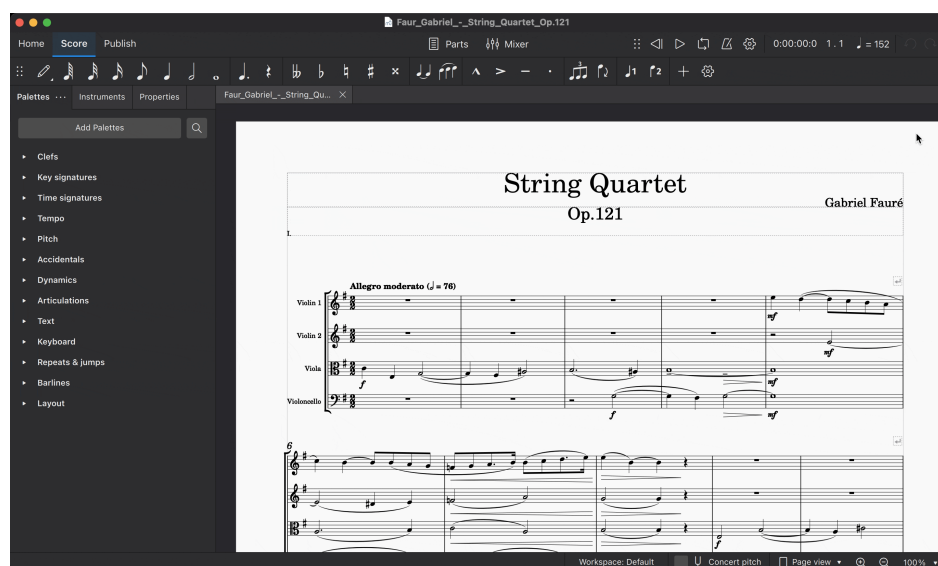 Faur_Gabriel_-_String_Quartet_Op.121
Home Score Publish Parts Mixer 0:00:00:0 1 . 1 = 152
Palettes Instruments Properties
Faur_Gabriel_-_String_Qu...
Add Palettes
Clefs
Key signatures
Time signatures
Tempo
Pitch
Accidentals
Dynamics
Articulations
Text
Keyboard
Repeats & jumps
Barlines
Layout
String Quartet
Op.121
Gabriel Fauré
I.
Allegro moderato ( = 76)
Violin 1
mf
Violin 2
mf
Viola
f
mf
Violoncello
f
mf
6
f
Workspace: Default Concert pitch Page view 100%